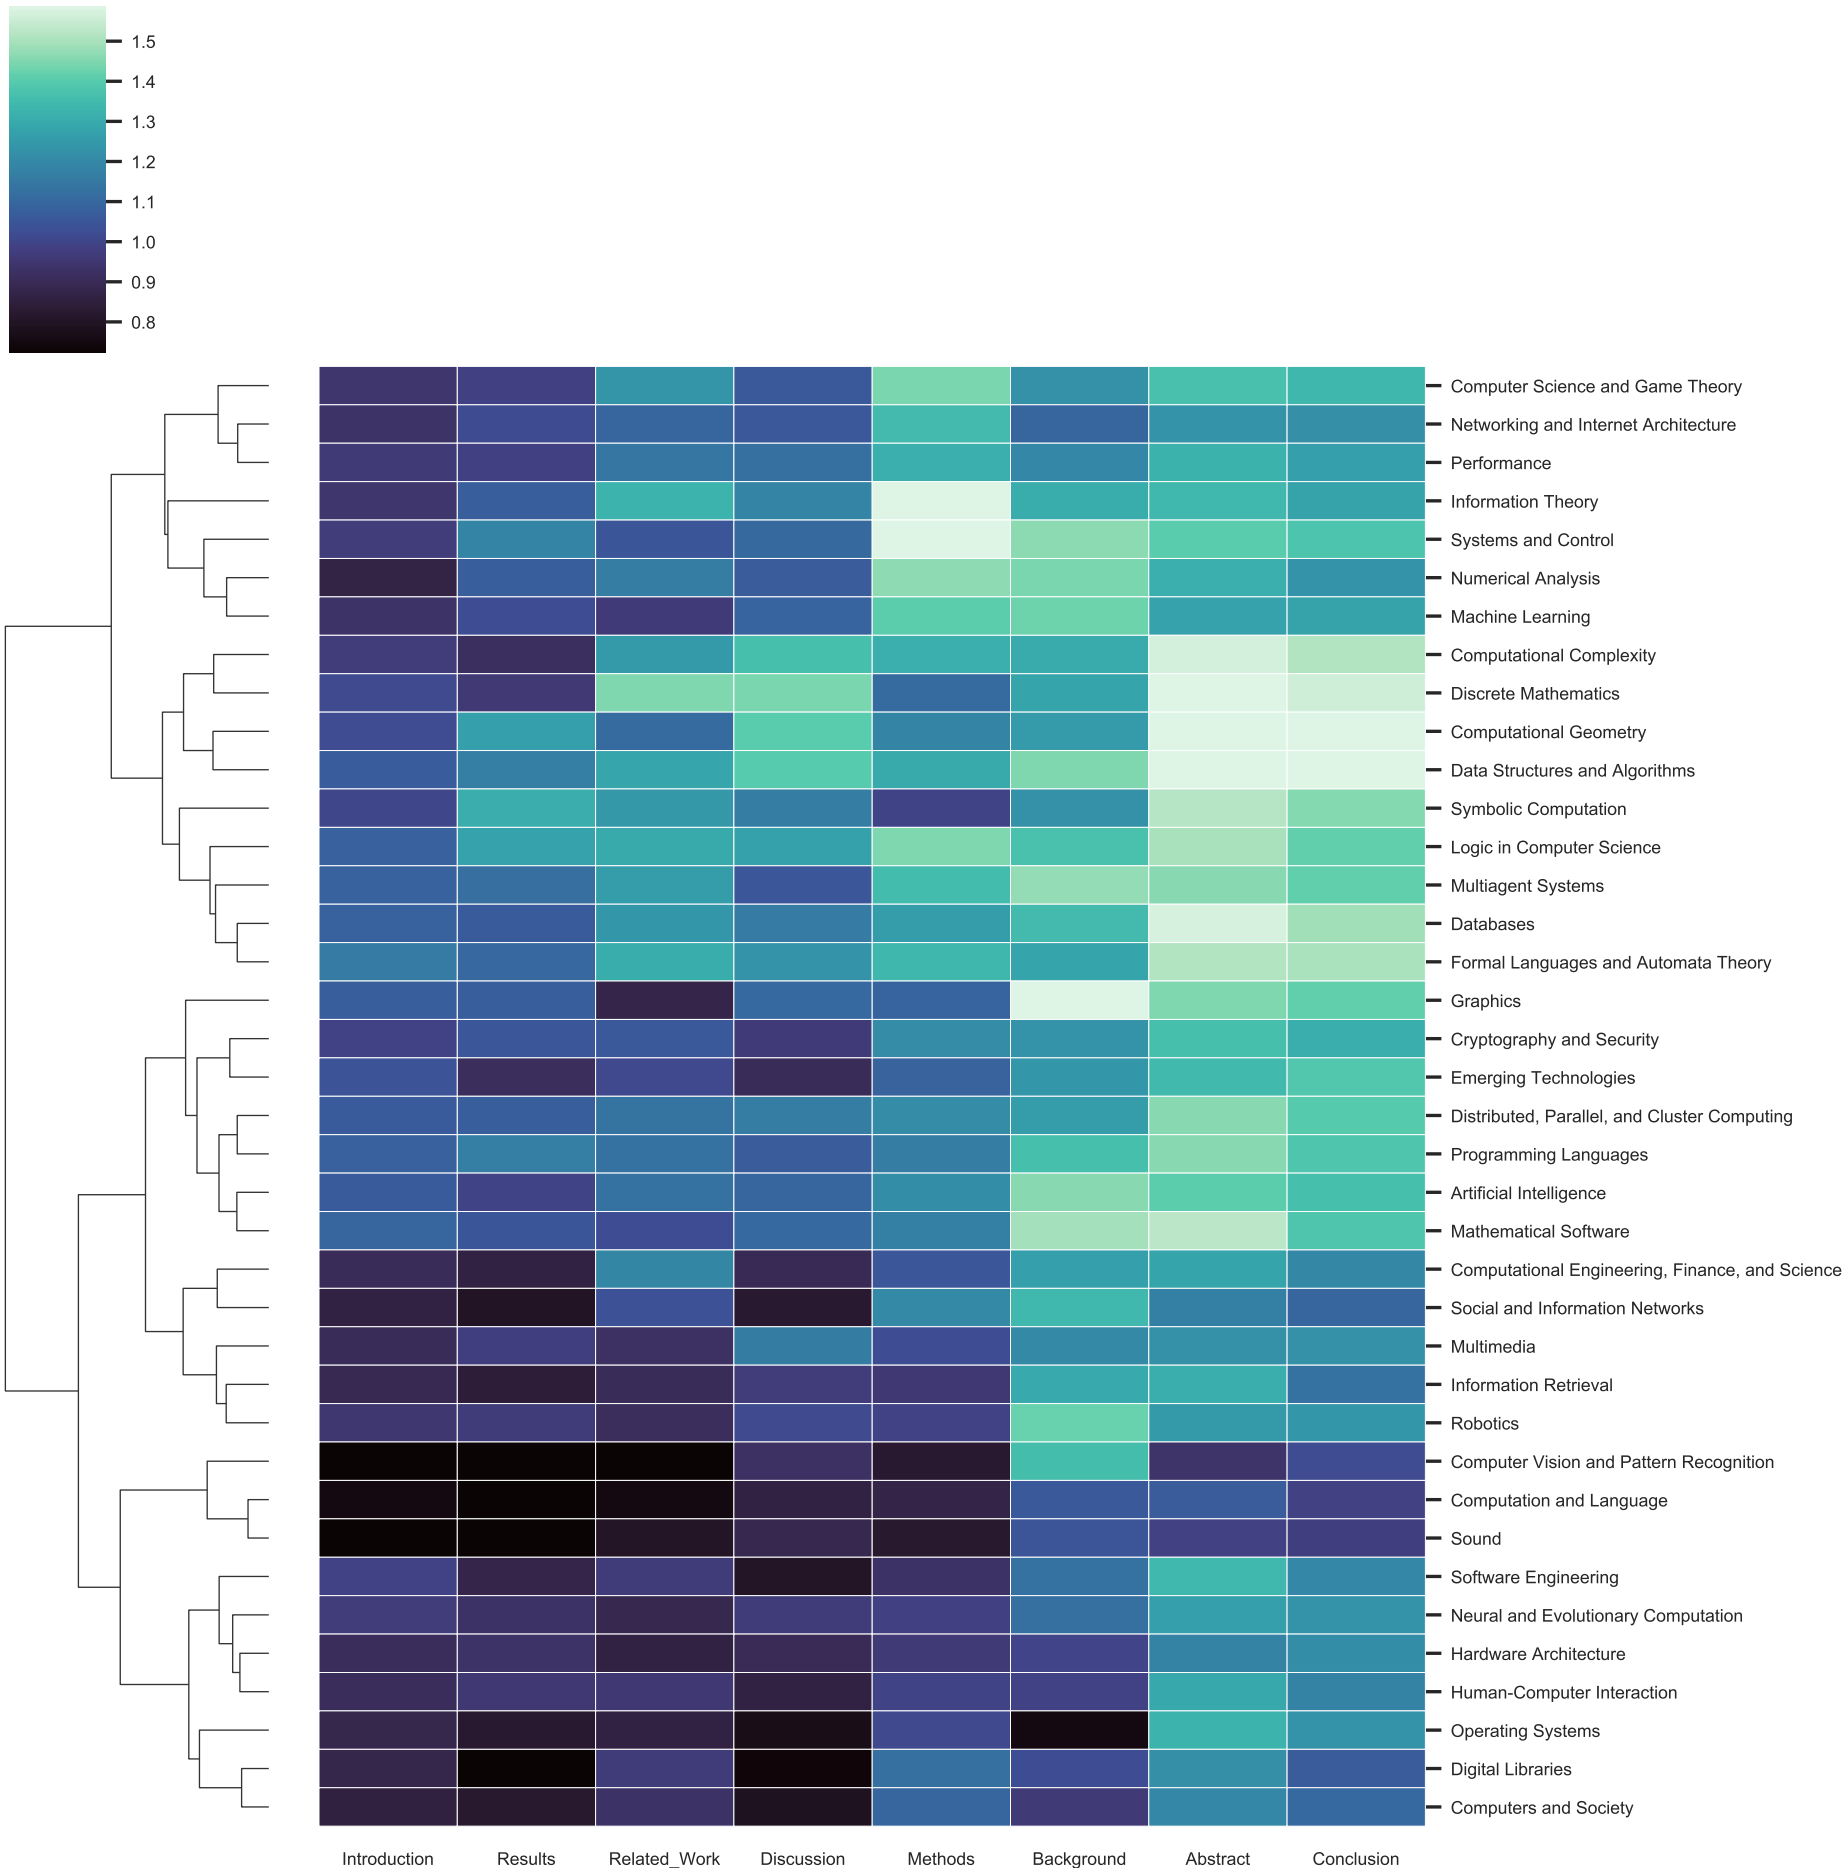 1.5
1.4
1.3
1.2
1.1
1.0
0.9
0.8
Computer Science and Game Theory
Networking and Internet Architecture
Performance
Information Theory
Systems and Control
Numerical Analysis
Machine Learning
Computational Complexity
Discrete Mathematics
Computational Geometry
Data Structures and Algorithms
Symbolic Computation
Logic in Computer Science
Multiagent Systems
Databases
Formal Languages and Automata Theory
Graphics
Cryptography and Security
Emerging Technologies
Distributed, Parallel, and Cluster Computing
Programming Languages
Artificial Intelligence
Mathematical Software
Computational Engineering, Finance, and Science
Social and Information Networks
Multimedia
Information Retrieval
Robotics
Computer Vision and Pattern Recognition
Computation and Language
Sound
Software Engineering
Neural and Evolutionary Computation
Hardware Architecture
Human-Computer Interaction
Operating Systems
Digital Libraries
Computers and Society
Introduction Results Related_Work Discussion Methods Background Abstract Conclusion